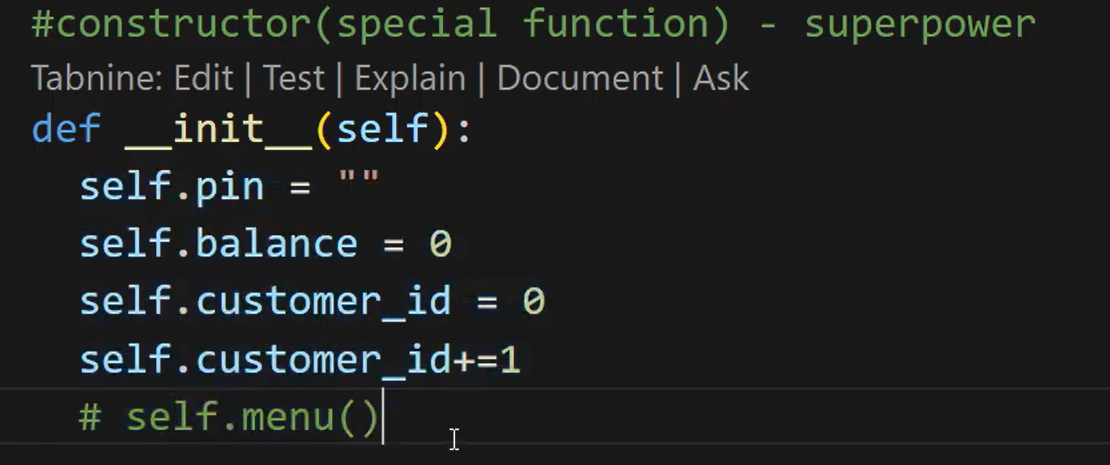 #constructor(special function) - superpower
Tabnine: Edit | Test | Explain | Document | Ask
def __init__(self):
self.pin = ""
self.balance = 0
self.customer_id = 0
self.customer_id+=1
# self.menu()